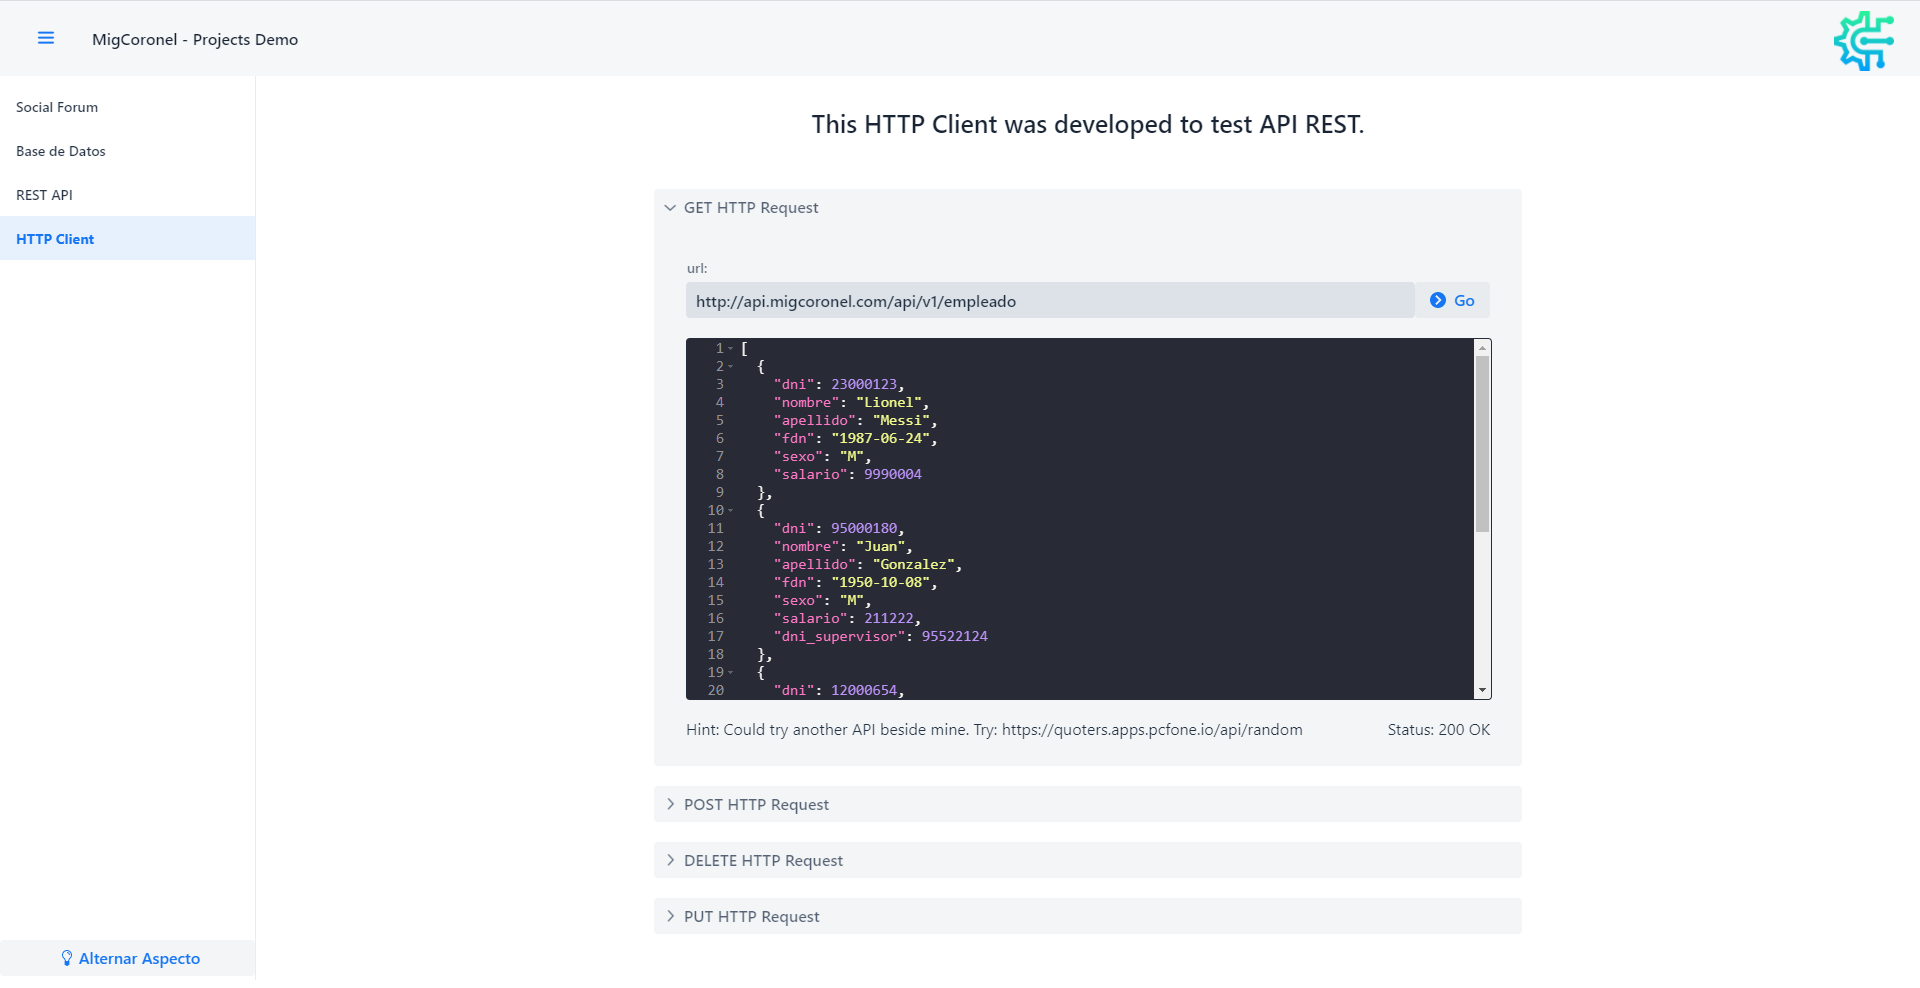 MigCoronel - Projects Demo
Social Forum
Base de Datos
REST API
HTTP Client
Alternar Aspecto
This HTTP Client was developed to test API REST.
GET HTTP Request
url:
http://api.migcoronel.com/api/v1/empleado
Go
1 [
2 {
3 "dni": 23000123,
4 "nombre": "Lionel",
5 "apellido": "Messi",
6 "fdn": "1987-06-24",
7 "sexo": "M",
8 "salario": 9990004
9 },
10 {
11 "dni": 95000180,
12 "nombre": "Juan",
13 "apellido": "Gonzalez",
14 "fdn": "1950-10-08",
15 "sexo": "M",
16 "salario": 211222,
17 "dni_supervisor": 95522124
18 },
19 {
20 "dni": 12000654,
Hint: Could try another API beside mine. Try: https://quoters.apps.pcfone.io/api/random
Status: 200 OK
POST HTTP Request
DELETE HTTP Request
PUT HTTP Request